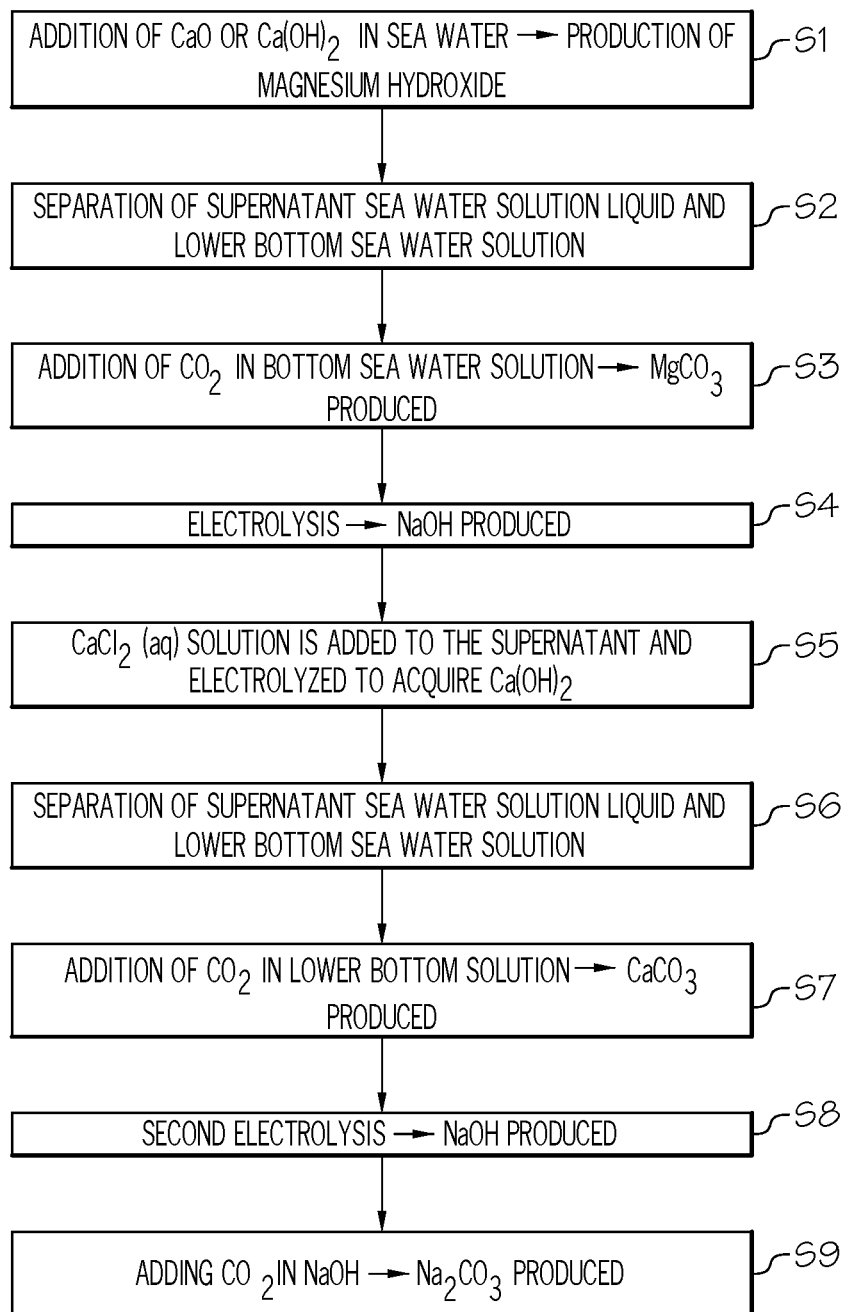 ADDITION OF CaO OR Ca(OH)₂ IN SEA WATER → PRODUCTION OF
MAGNESIUM HYDROXIDE
S1
SEPARATION OF SUPERNATANT SEA WATER SOLUTION LIQUID AND
LOWER BOTTOM SEA WATER SOLUTION
S2
ADDITION OF CO₂ IN BOTTOM SEA WATER SOLUTION → MgCO₃
PRODUCED
S3
ELECTROLYSIS → NaOH PRODUCED
S4
CaCl₂ (aq) SOLUTION IS ADDED TO THE SUPERNATANT AND
ELECTROLYZED TO ACQUIRE Ca(OH)₂
S5
SEPARATION OF SUPERNATANT SEA WATER SOLUTION LIQUID AND
LOWER BOTTOM SEA WATER SOLUTION
S6
ADDITION OF CO₂ IN LOWER BOTTOM SOLUTION → CaCO₃
PRODUCED
S7
SECOND ELECTROLYSIS → NaOH PRODUCED
S8
ADDING CO₂ IN NaOH → Na₂CO₃ PRODUCED
S9